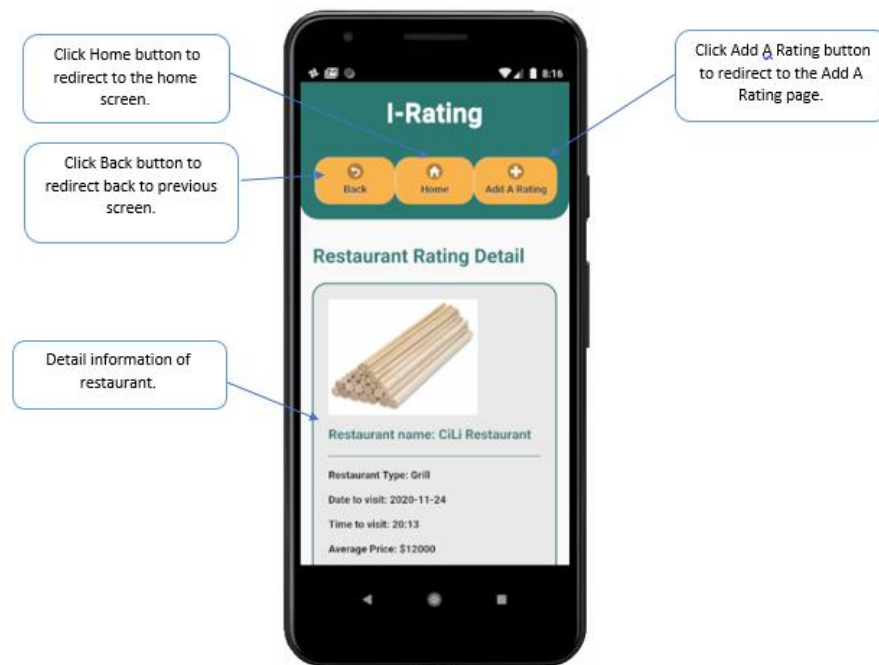 Click Home button to
redirect to the home
screen.
Click Add A Rating button
to redirect to the Add A
Rating page.
Click Back button to
redirect back to previous
screen.
Detail information of
restaurant.
8:16
I-Rating
Back
Home
Add A Rating
Restaurant Rating Detail
Restaurant name: CiLi Restaurant
Restaurant Type: Grill
Date to visit: 2020-11-24
Time to visit: 20:13
Average Price: $12000